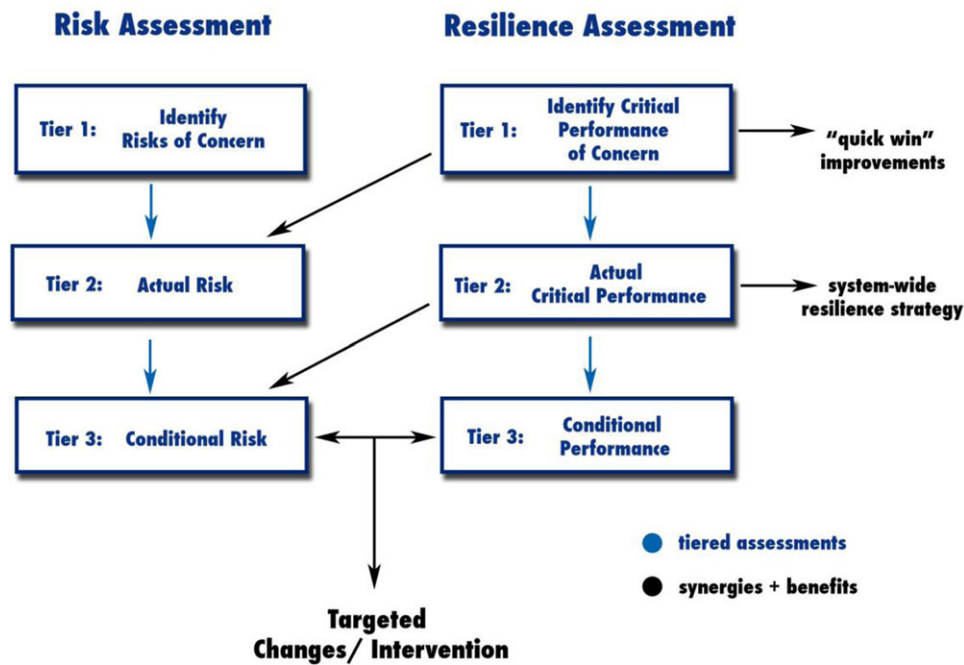 Risk Assessment
Resilience Assessment
Tier 1:
Identify
Risks of Concern
Tier 1:
Identify Critical
Performance
of Concern
“quick win”
improvements
Tier 2:
Actual Risk
Tier 2:
Actual
Critical Performance
system-wide
resilience strategy
Tier 3:
Conditional Risk
Tier 3:
Conditional
Performance
tiered assessments
synergies + benefits
Targeted
Changes/ Intervention